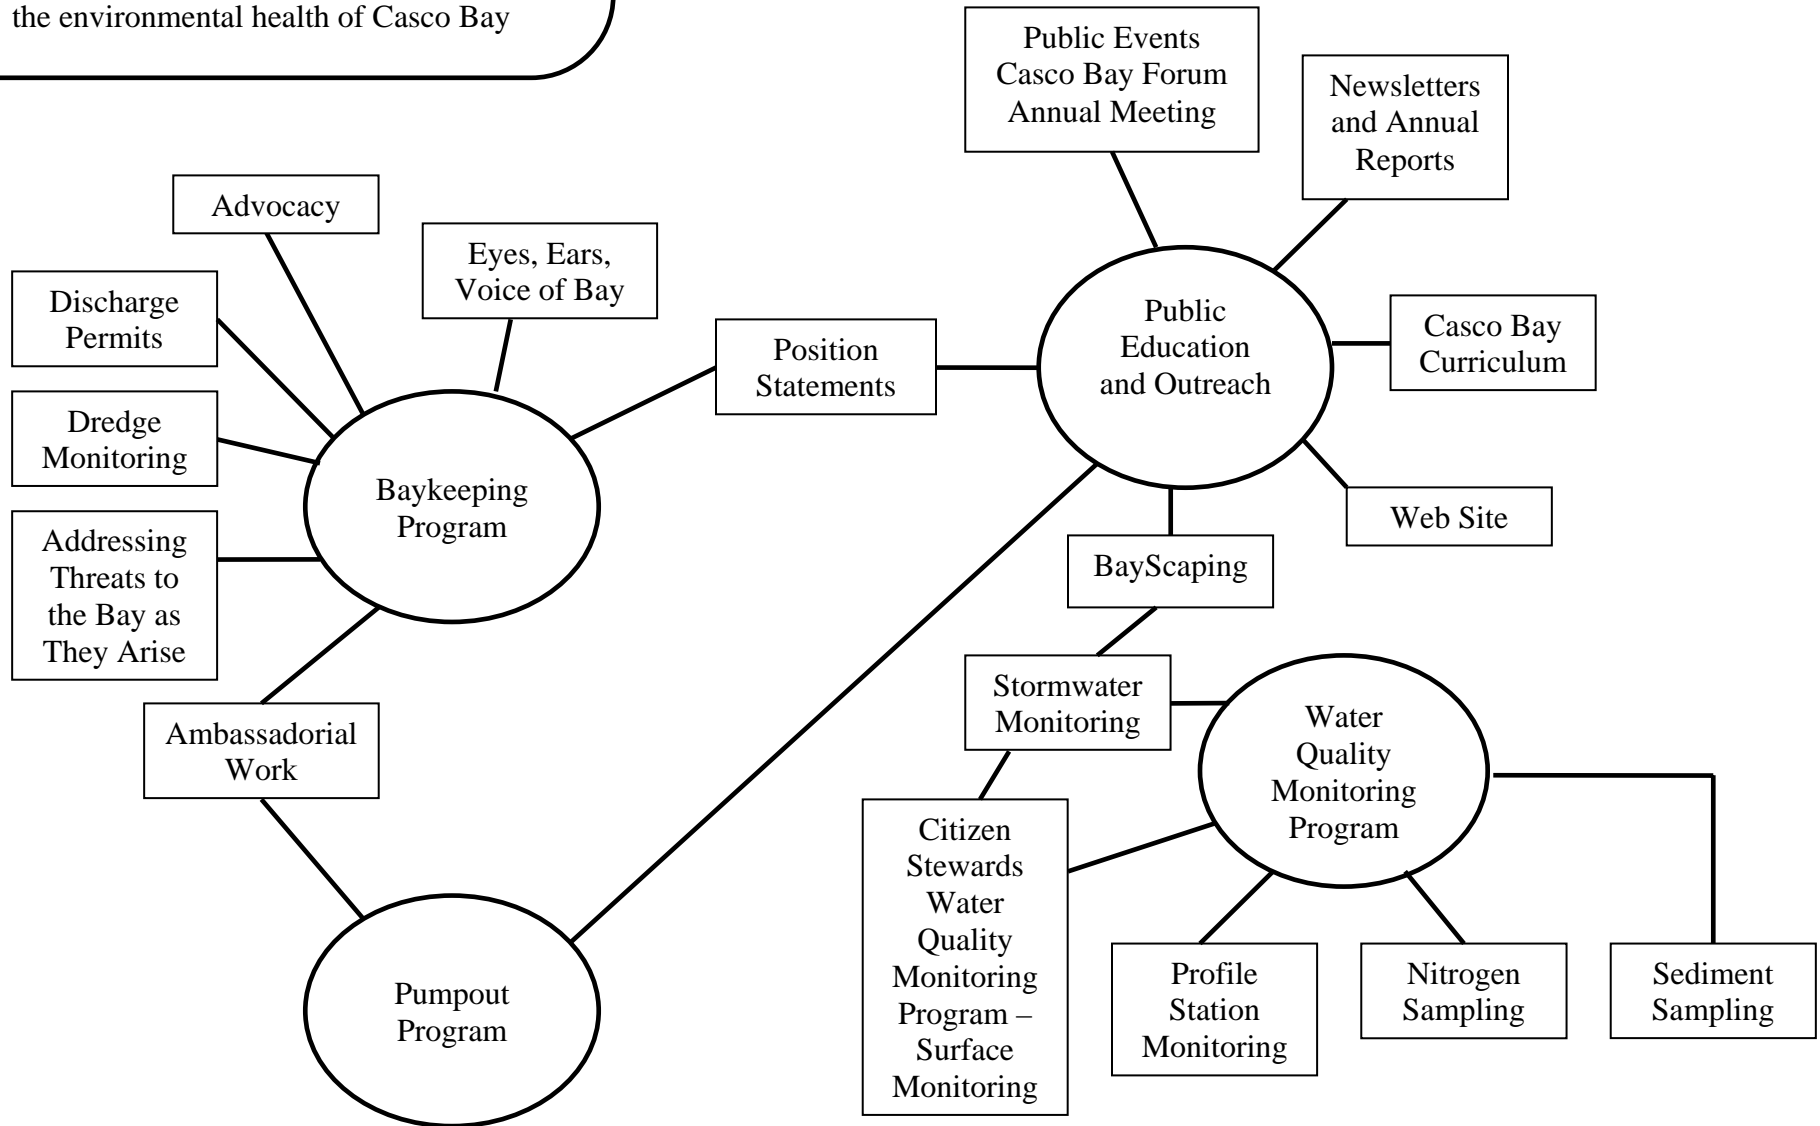 the environmental health of Casco Bay
Public Events
Casco Bay Forum
Annual Meeting
Newsletters
and Annual
Reports
Advocacy
Eyes, Ears,
Voice of Bay
Discharge
Permits
Position
Statements
Public
Education
and Outreach
Casco Bay
Curriculum
Dredge
Monitoring
Baykeeping
Program
Web Site
Addressing
Threats to
the Bay as
They Arise
BayScaping
Ambassadorial
Work
Stormwater
Monitoring
Water
Quality
Monitoring
Program
Citizen
Stewards
Water
Quality
Monitoring
Program –
Surface
Monitoring
Profile
Station
Monitoring
Nitrogen
Sampling
Sediment
Sampling
Pumpout
Program